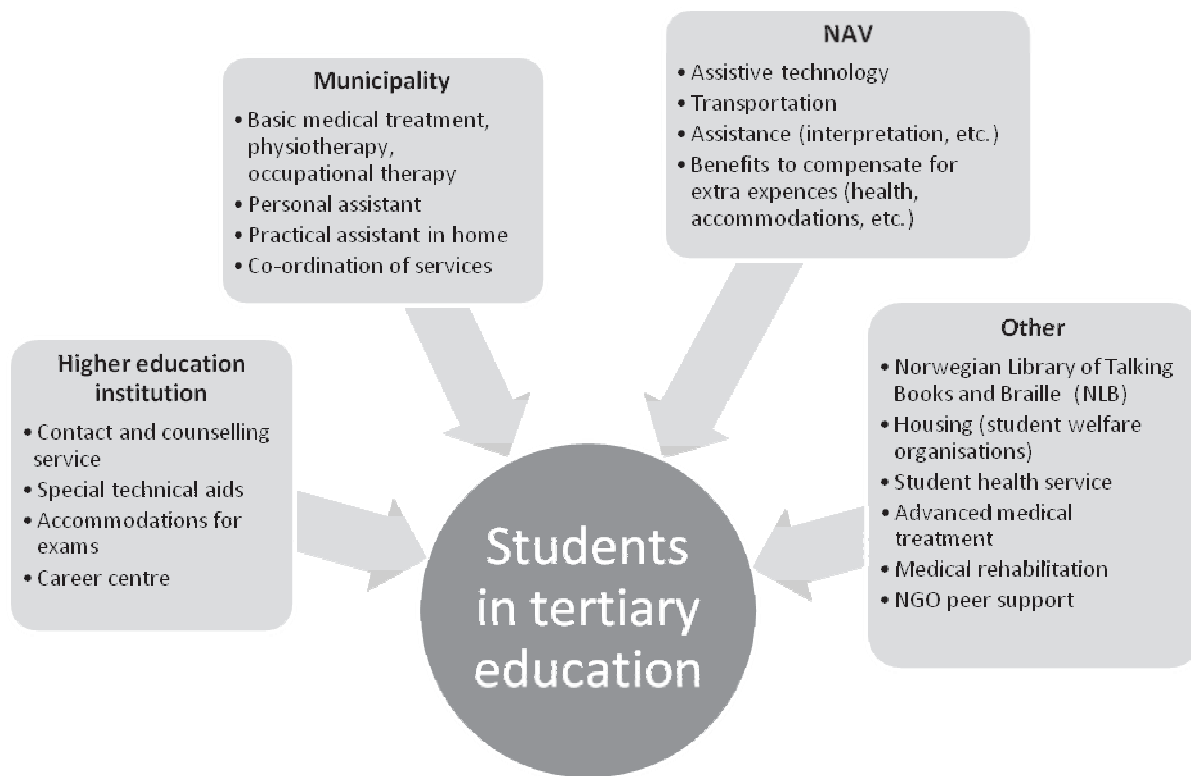 Higher education
institution
• Contact and counselling
service
• Special technical aids
• Accommodations for
exams
• Career centre
Municipality
• Basic medical treatment,
physiotherapy,
occupational therapy
• Personal assistant
• Practical assistant in home
• Co-ordination of services
NAV
• Assistive technology
• Transportation
• Assistance (interpretation, etc.)
• Benefits to compensate for
extra expences (health,
accommodations, etc.)
Other
• Norwegian Library of Talking
Books and Braille (NLB)
• Housing (student welfare
organisations)
• Student health service
• Advanced medical
treatment
• Medical rehabilitation
• NGO peer support
Students
in tertiary
education